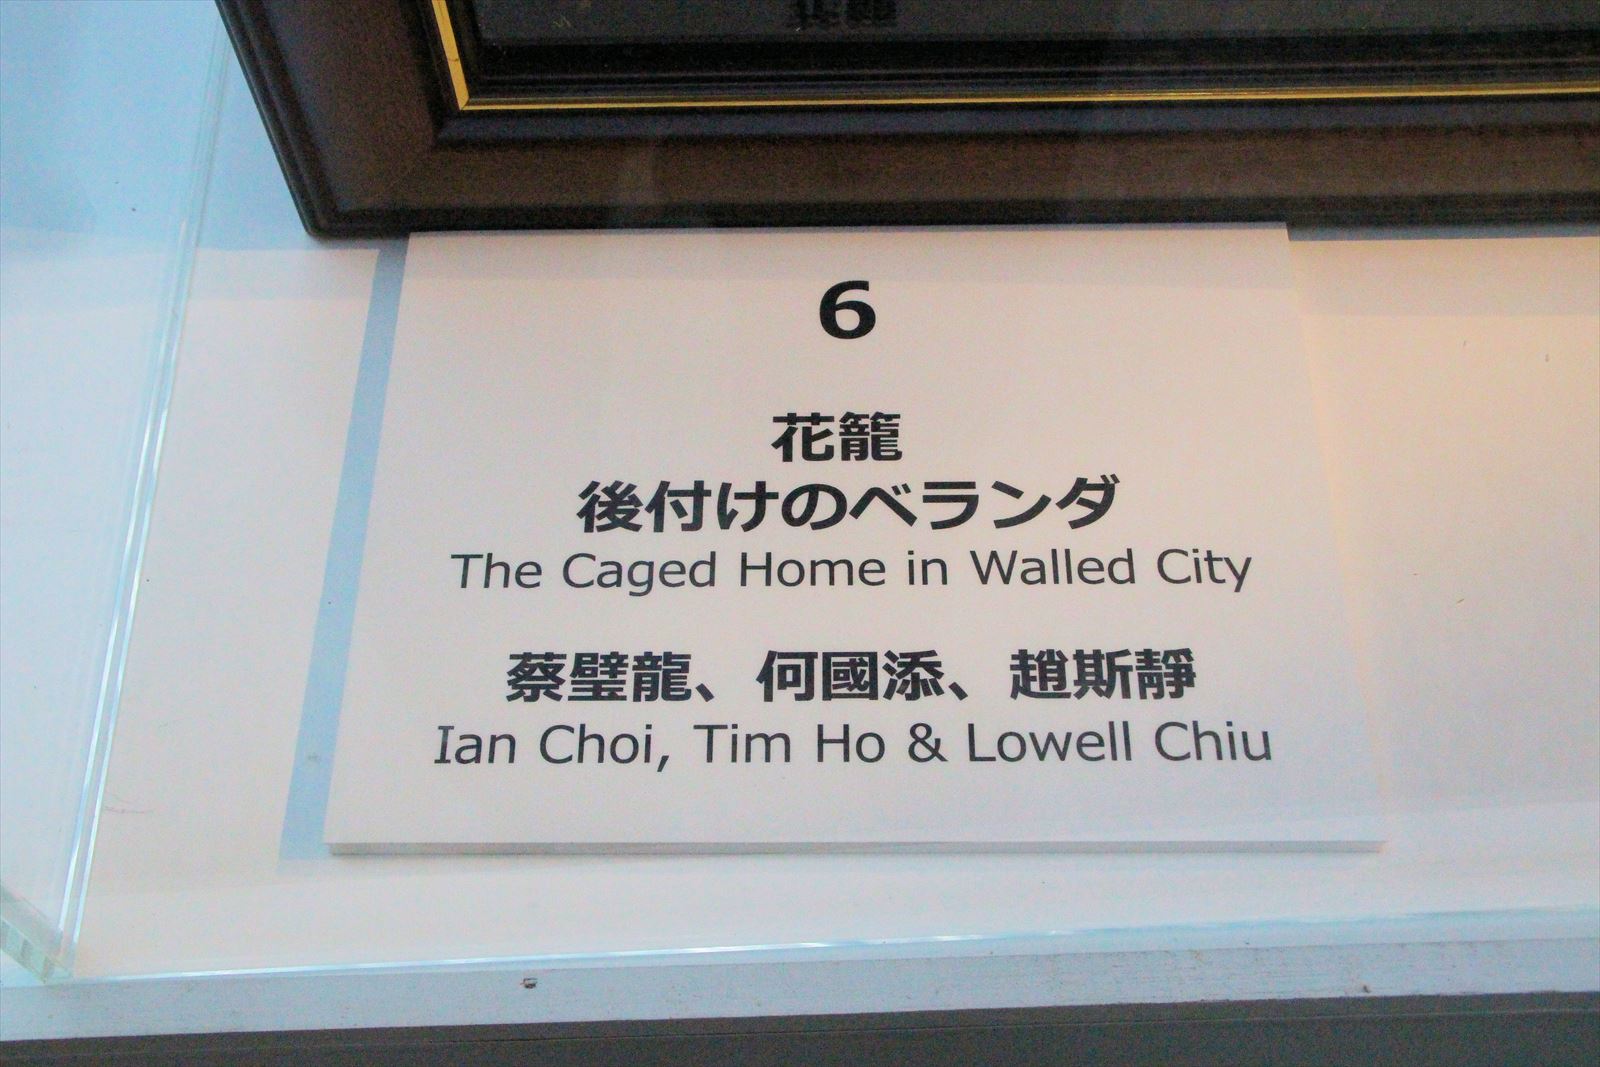 6
花籠
後付けのベランダ
The Caged Home in Walled City
蔡璧龍、何國添、趙斯靜
Ian Choi, Tim Ho & Lowell Chiu